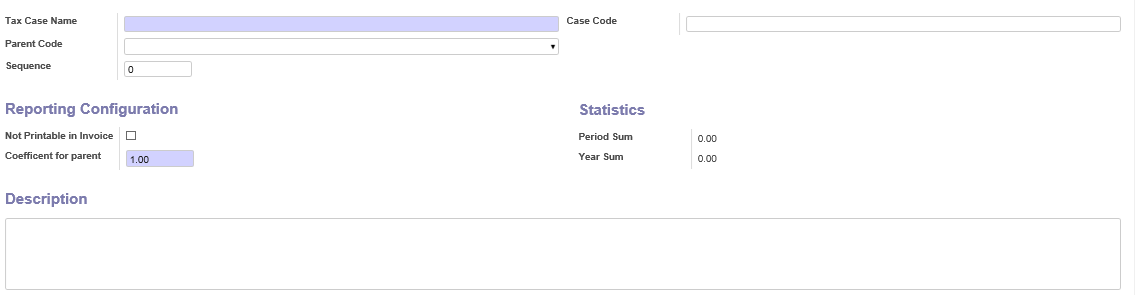 Tax Case Name
Case Code
Parent Code
Sequence
0
Reporting Configuration
Statistics
Not Printable in Invoice
Period Sum
0.00
Coefficent for parent
1.00
Year Sum
0.00
Description